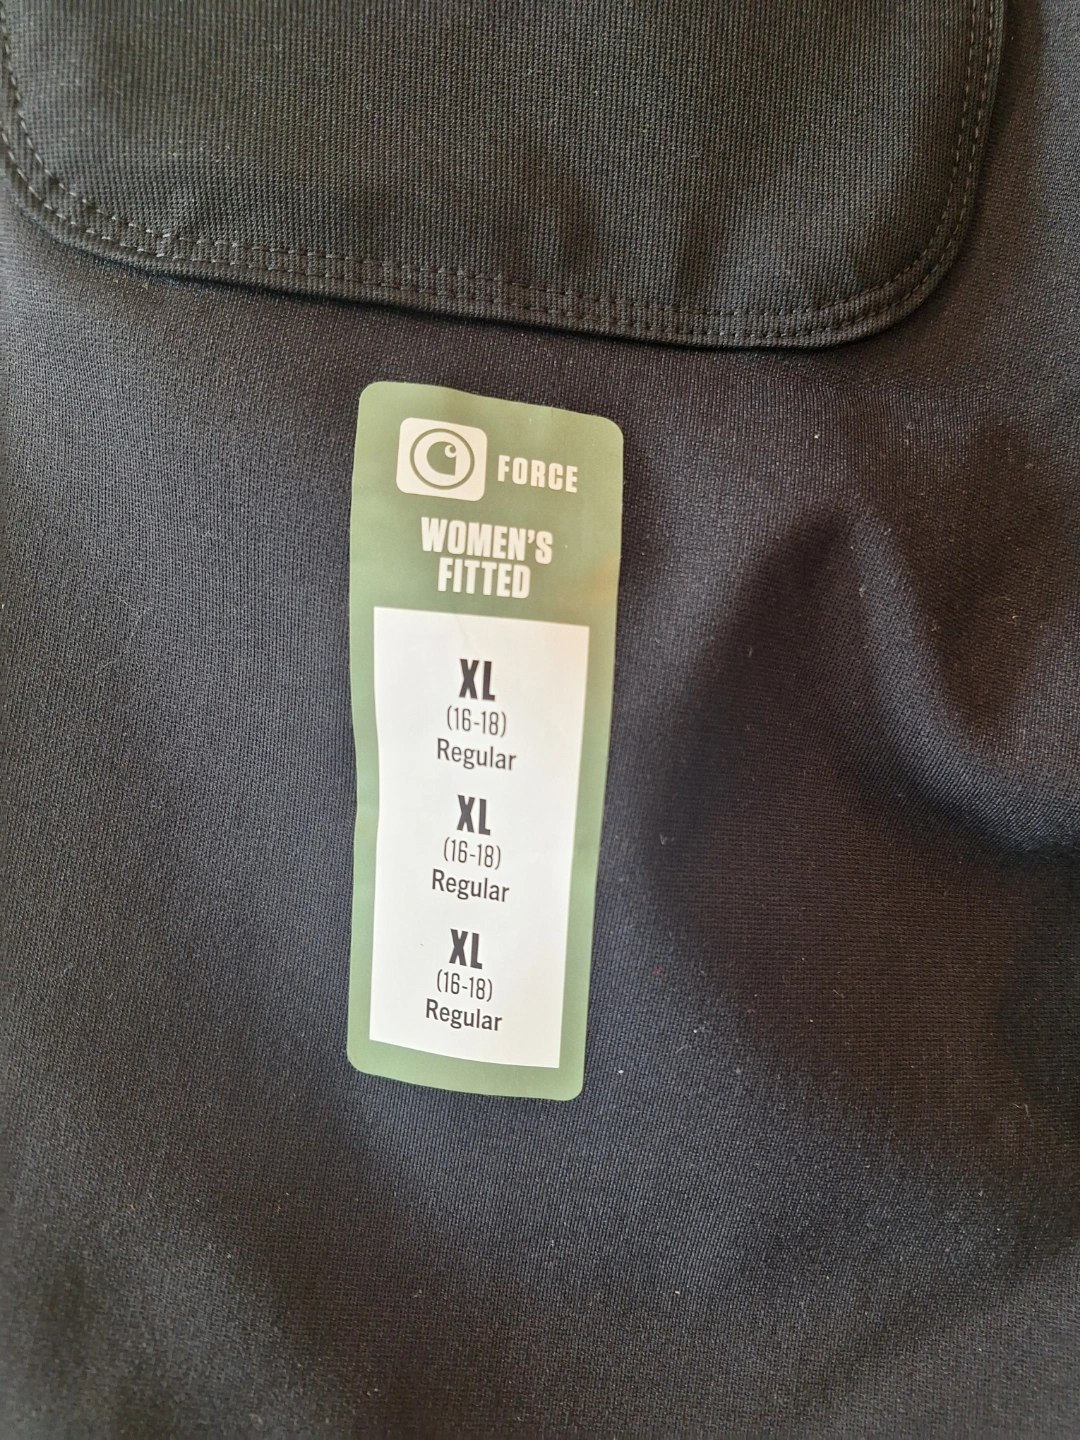 FORCE
WOMEN'S
FITTED
XL
(16-18)
Regular
XL
(16-18)
Regular
XL
(16-18)
Regular